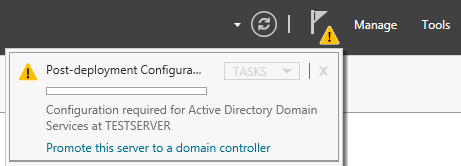 Manage Tools
Post-deployment Configura...
TASKS
X
Configuration required for Active Directory Domain
Services at TESTSERVER
Promote this server to a domain controller